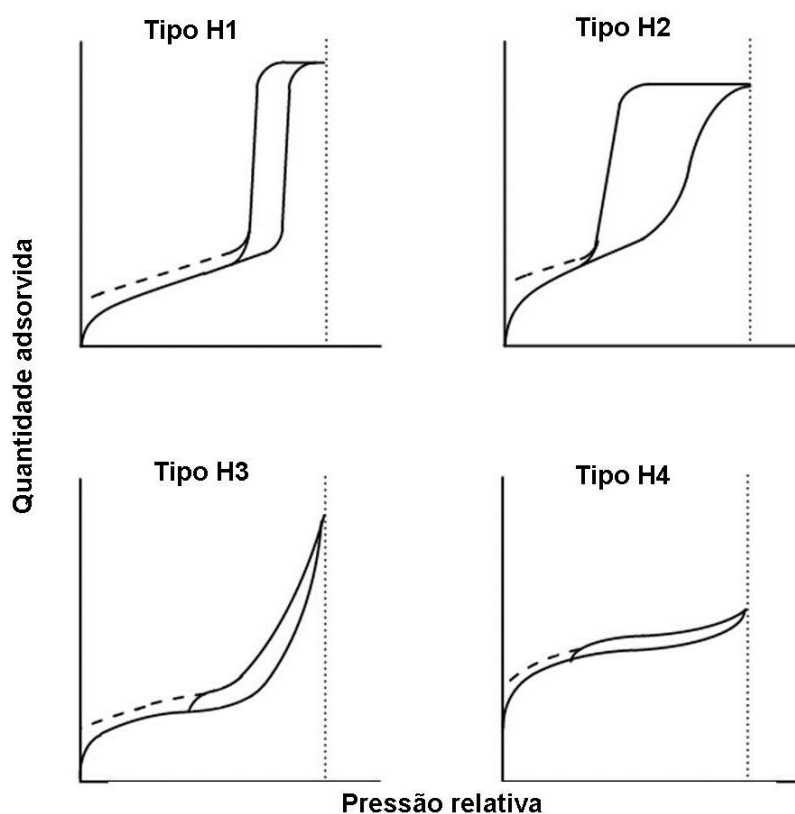 Tipo H1
Tipo H2
Quantidade adsorvida
Tipo H3
Tipo H4
Pressão relativa